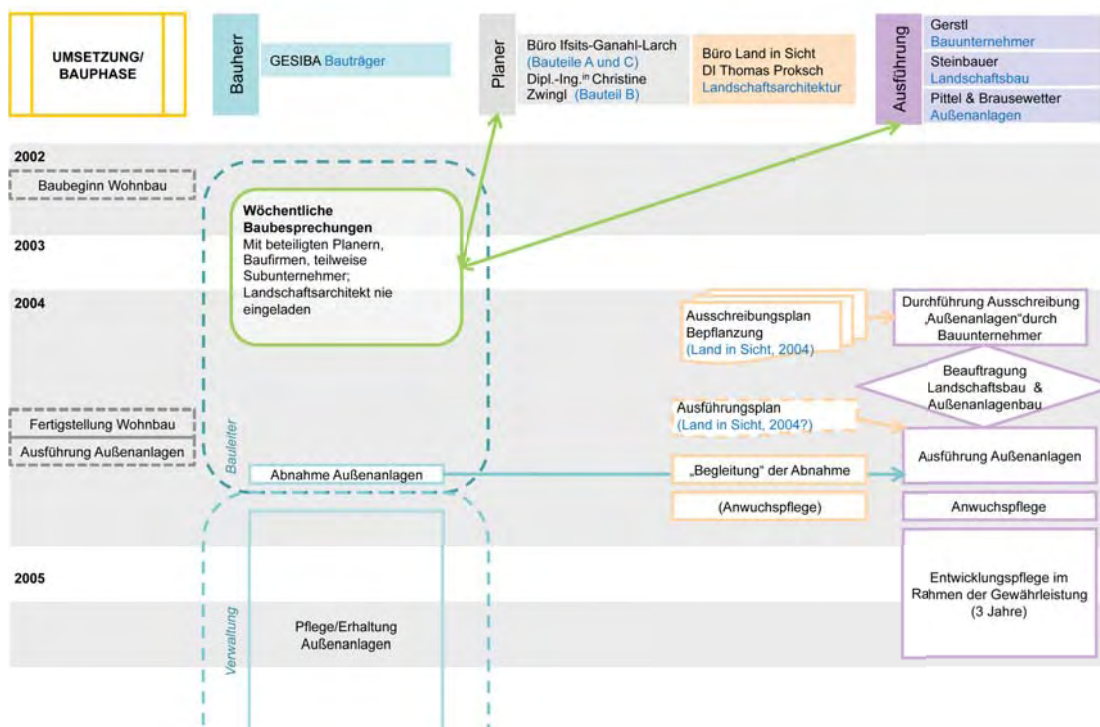 UMSETZUNG/
BAUPHASE
Bauherr
GESIBA Bauträger
Planer
Büro Ifsits-Ganahl-Larch
(Bauteile A und C)
Dipl.-Ing.in Christine
Zwingl (Bauteil B)
Büro Land in Sicht
DI Thomas Proksch
Landschaftsarchitektur
Ausführung
Gerstl
Bauunternehmer
Steinbauer
Landschaftsbau
Pittel & Brausewetter
Außenanlagen
2002
Baubeginn Wohnbau
Wöchentliche
Baubesprechungen
Mit beteiligten Planern,
Baufirmen, teilweise
Subunternehmer;
Landschaftsarchitekt nie
eingeladen
2003
2004
Ausschreibungsplan
Bepflanzung
(Land in Sicht, 2004)
Durchführung Ausschreibung
„Außenanlagen“durch
Bauunternehmer
Beauftragung
Landschaftsbau &
Außenanlagenbau
Fertigstellung Wohnbau
Ausführung Außenanlagen
Bauleiter
Ausführungsplan
(Land in Sicht, 2004?)
Ausführung Außenanlagen
Abnahme Außenanlagen
„Begleitung“ der Abnahme
(Anwuchspflege)
Anwuchspflege
2005
Verwaltung
Pflege/Erhaltung
Außenanlagen
Entwicklungspflege im
Rahmen der Gewährleistung
(3 Jahre)